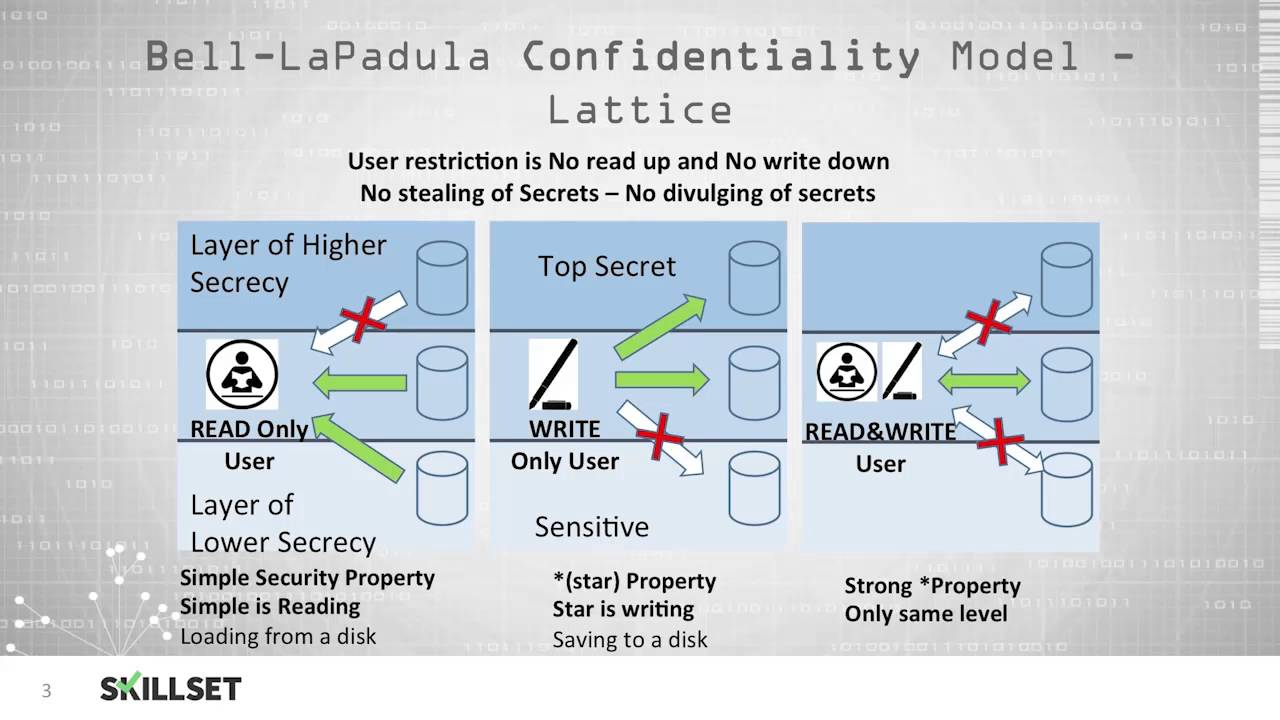 Bell-LaPadula Confidentiality Model -
Lattice
User restriction is No read up and No write down
No stealing of Secrets – No divulging of secrets
Layer of Higher
Secrecy
READ Only
User
Layer of
Lower Secrecy
Top Secret
WRITE
Only User
Sensitive
READ&WRITE
User
Simple Security Property
Simple is Reading
Loading from a disk
*(star) Property
Star is writing
Saving to a disk
Strong *Property
Only same level
3
SKILLSET